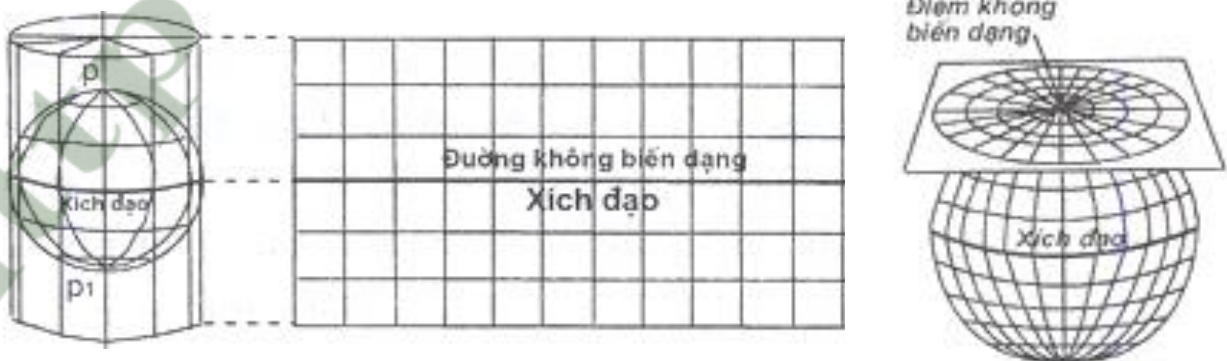 p
Xích đạo
p1
Đường không biến dạng
Xích đạo
Điểm không
biến dạng
Xích đạo